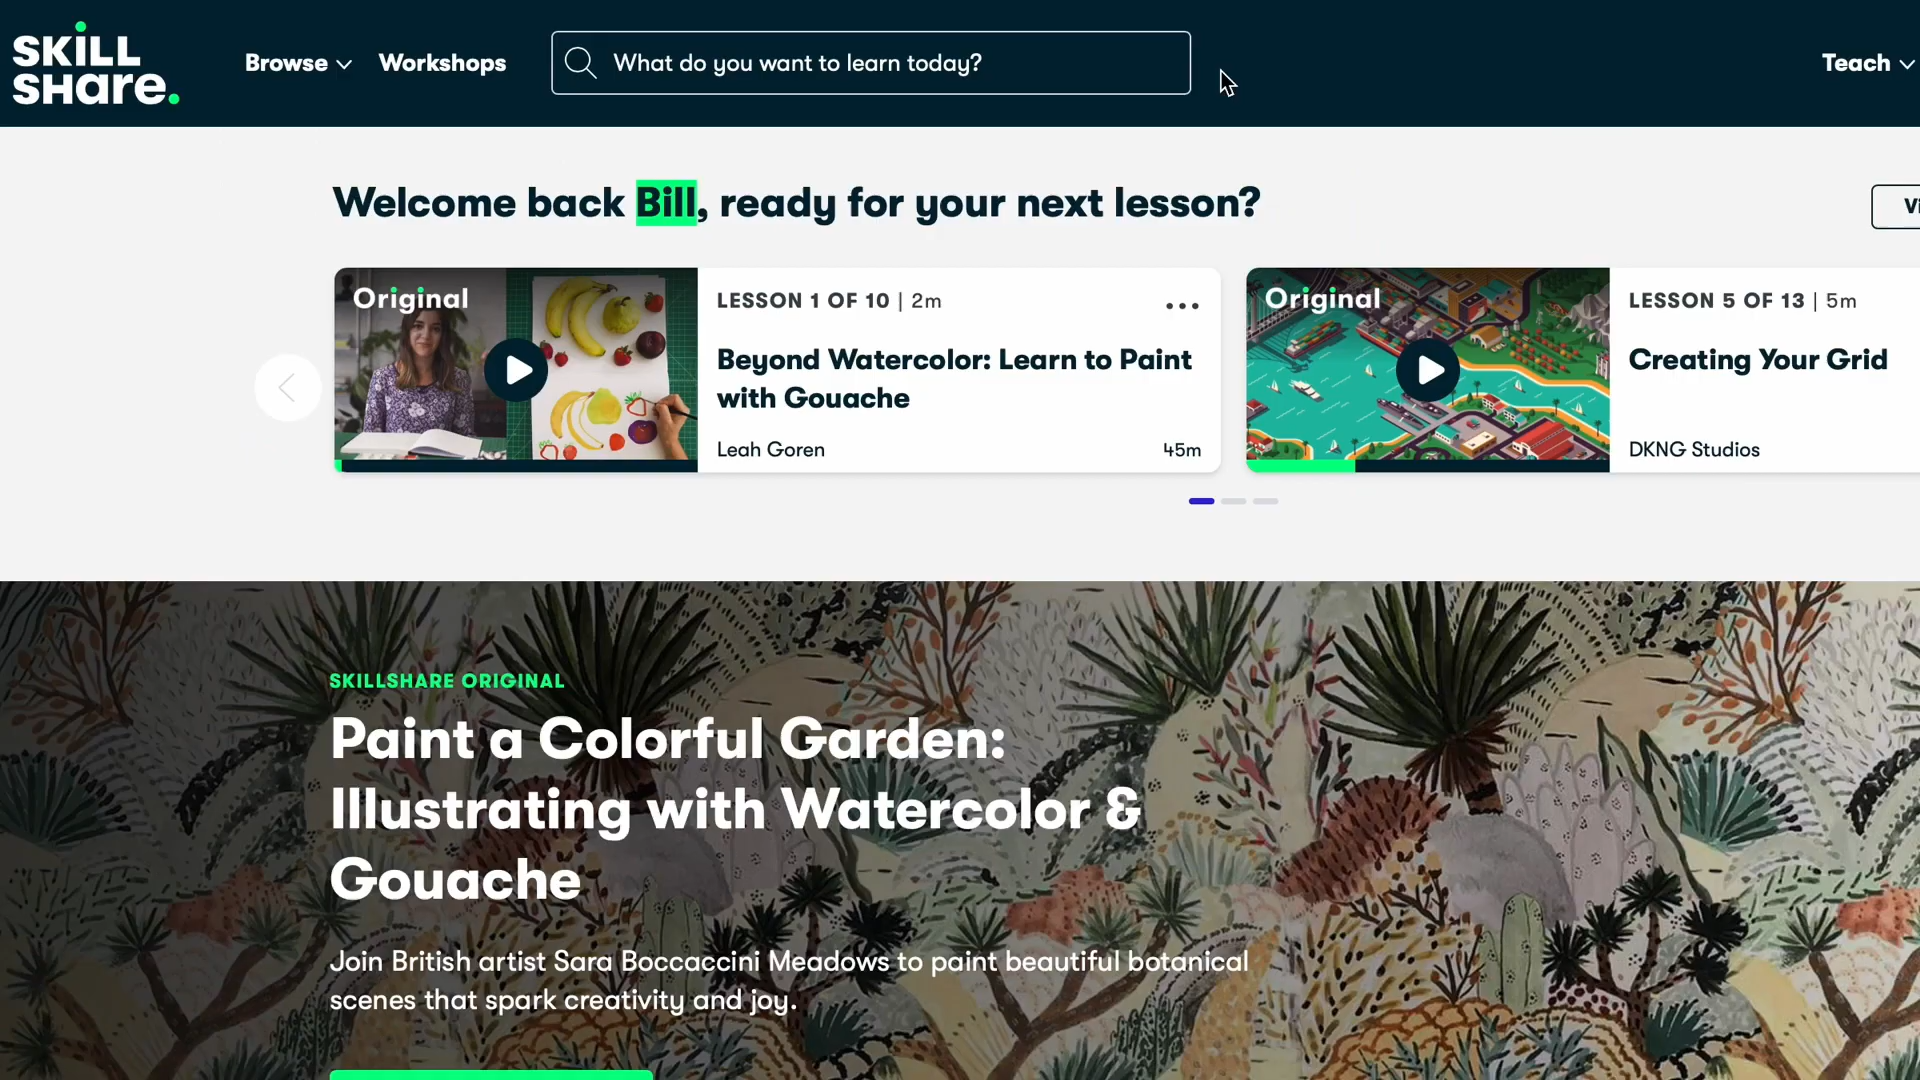 SKILL
SHARE.
Browse
Workshops
What do you want to learn today?
Teach
Welcome back Bill, ready for your next lesson?
Original
LESSON 1 OF 10 | 2m
Beyond Watercolor: Learn to Paint
with Gouache
Leah Goren
45m
Original
LESSON 5 OF 13 | 5m
Creating Your Grid
DKNG Studios
SKILLSHARE ORIGINAL
Paint a Colorful Garden:
Illustrating with Watercolor &
Gouache
Join British artist Sara Boccaccini Meadows to paint beautiful botanical
scenes that spark creativity and joy.